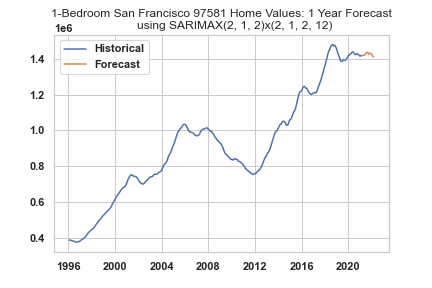 1-Bedroom San Francisco 97581 Home Values: 1 Year Forecast
using SARIMAX(2, 1, 2)x(2, 1, 2, 12)
1e6
Historical
Forecast
1.4
1.2
1.0
0.8
0.6
0.4
1996 2000 2004 2008 2012 2016 2020